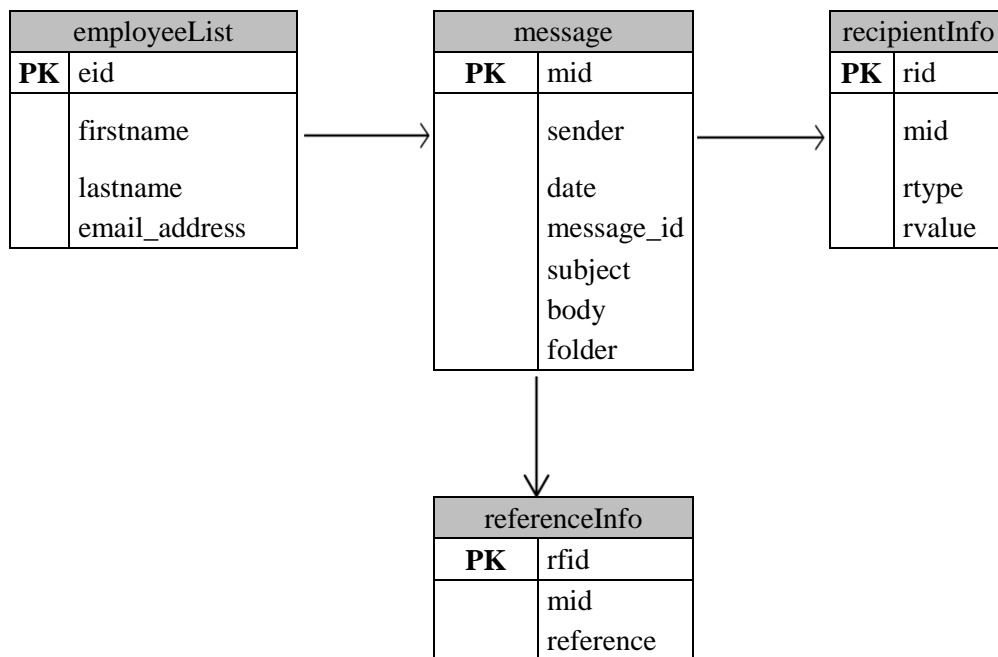 employeeList
PK eid
firstname
lastname
email_address
message
PK mid
sender
date
message_id
subject
body
folder
recipientInfo
PK rid
mid
rtype
rvalue
referenceInfo
PK rfid
mid
reference